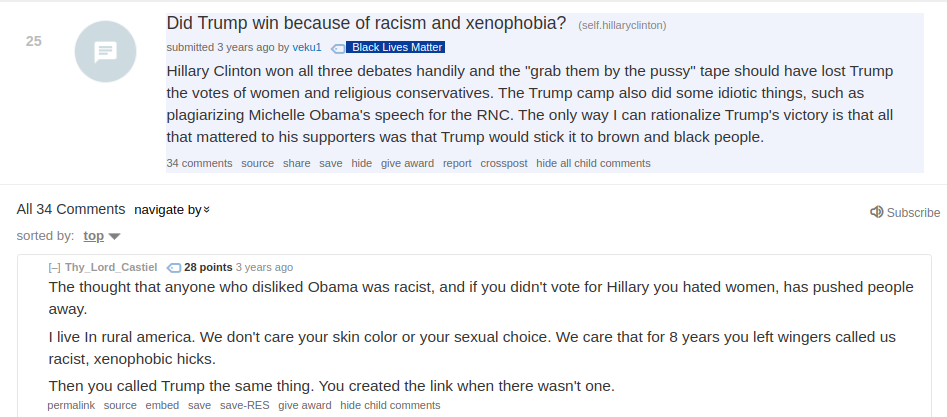 Did Trump win because of racism and xenophobia? (self.hillaryclinton)
25
submitted 3 years ago by veku1 Black Lives Matter
Hillary Clinton won all three debates handily and the "grab them by the pussy" tape should have lost Trump
the votes of women and religious conservatives. The Trump camp also did some idiotic things, such as
plagiarizing Michelle Obama's speech for the RNC. The only way I can rationalize Trump's victory is that all
that mattered to his supporters was that Trump would stick it to brown and black people.
34 comments source share save hide give award report crosspost hide all child comments
All 34 Comments navigate by
Subscribe
sorted by: top
[–] Thy_Lord_Castiel 28 points 3 years ago
The thought that anyone who disliked Obama was racist, and if you didn't vote for Hillary you hated women, has pushed people
away.
I live In rural america. We don't care your skin color or your sexual choice. We care that for 8 years you left wingers called us
racist, xenophobic hicks.
Then you called Trump the same thing. You created the link when there wasn't one.
permalink source embed save save-RES give award hide child comments